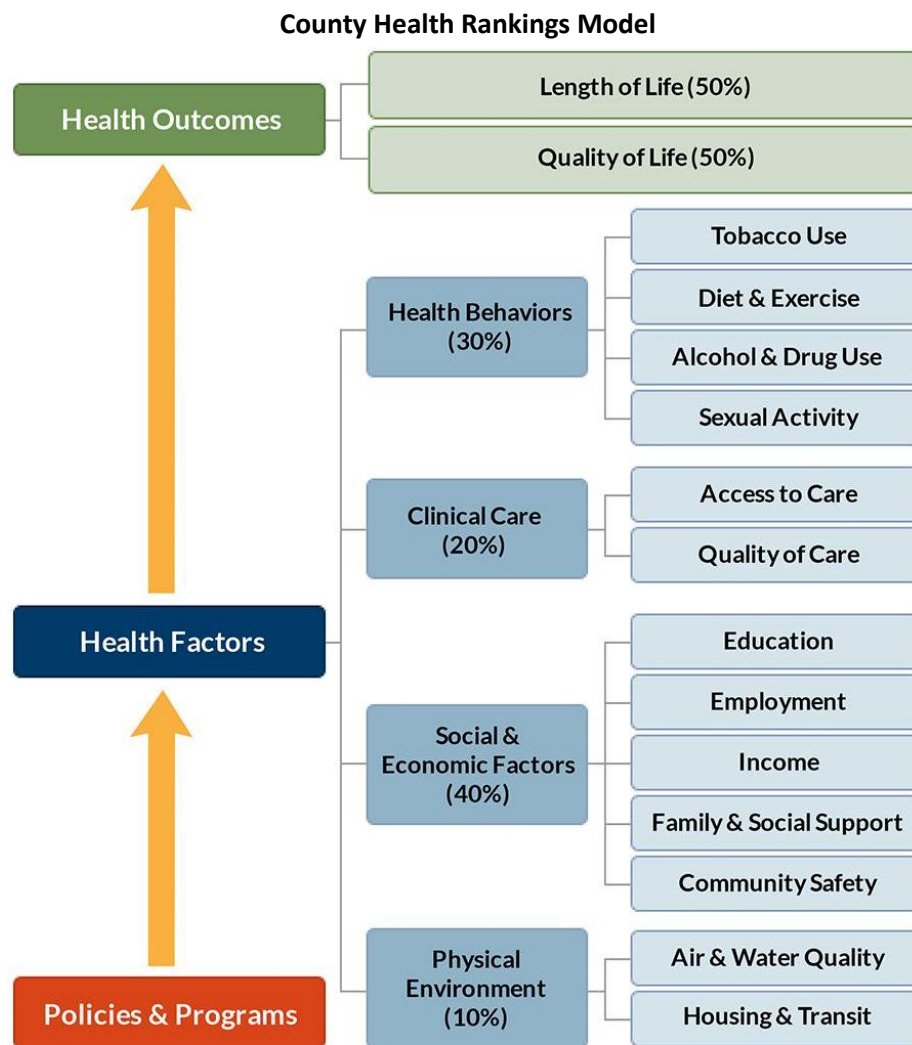 County Health Rankings Model
Health Outcomes
Length of Life (50%)
Quality of Life (50%)
Health Factors
Health Behaviors
(30%)
Tobacco Use
Diet & Exercise
Alcohol & Drug Use
Sexual Activity
Clinical Care
(20%)
Access to Care
Quality of Care
Social &
Economic Factors
(40%)
Education
Employment
Income
Family & Social Support
Community Safety
Physical
Environment
(10%)
Air & Water Quality
Housing & Transit
Policies & Programs